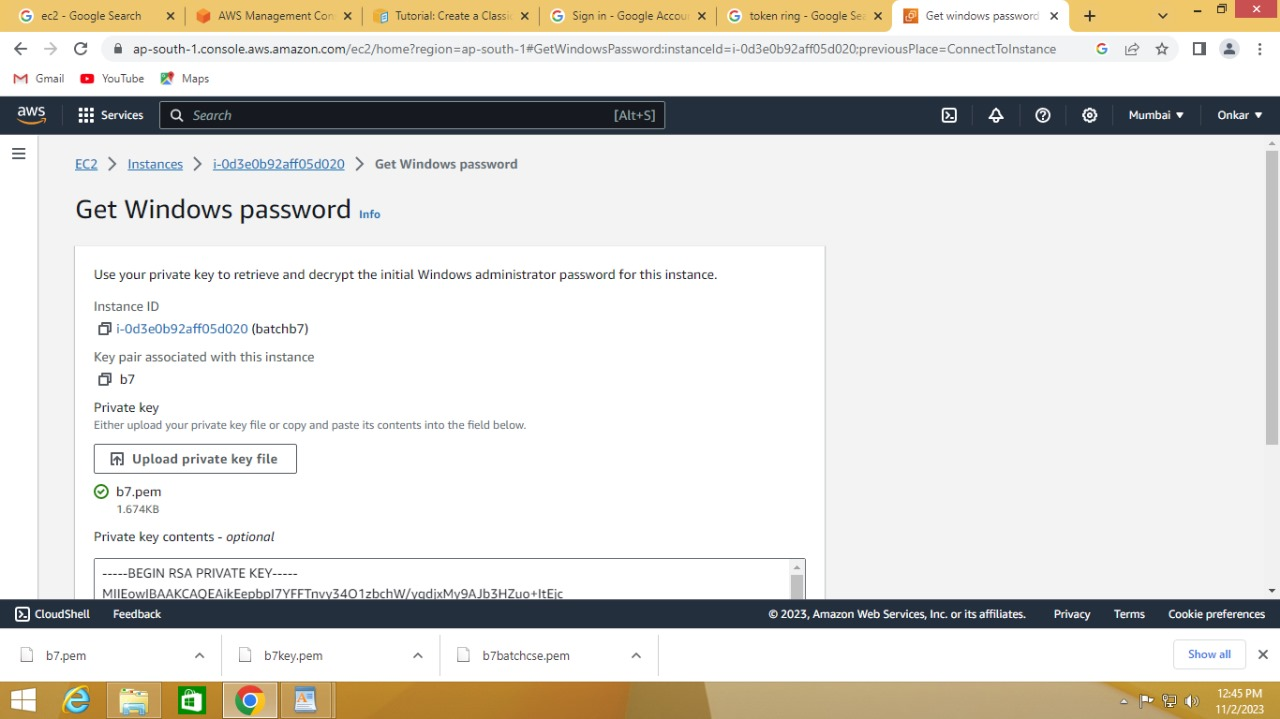 ec2 - Google Search
AWS Management Con
Tutorial: Create a Classic
Sign in - Google Accou
token ring - Google Sea
Get windows password
ap-south-1.console.aws.amazon.com/ec2/home?region=ap-south-1#GetWindowsPassword:instanceId=i-0d3e0b92aff05d020;previousPlace=ConnectToInstance
Gmail YouTube Maps
aws Services Search [Alt+S] Mumbai Onkar
EC2 Instances i-0d3e0b92aff05d020 Get Windows password
Get Windows password Info
Use your private key to retrieve and decrypt the initial Windows administrator password for this instance.
Instance ID
i-0d3e0b92aff05d020 (batchb7)
Key pair associated with this instance
b7
Private key
Either upload your private key file or copy and paste its contents into the field below.
Upload private key file
b7.pem
1.674KB
Private key contents - optional
-----BEGIN RSA PRIVATE KEY-----
CloudShell Feedback © 2023, Amazon Web Services, Inc. or its affiliates. Privacy Terms Cookie preferences
b7.pem b7key.pem b7batchcse.pem Show all
12:45 PM
11/2/2023